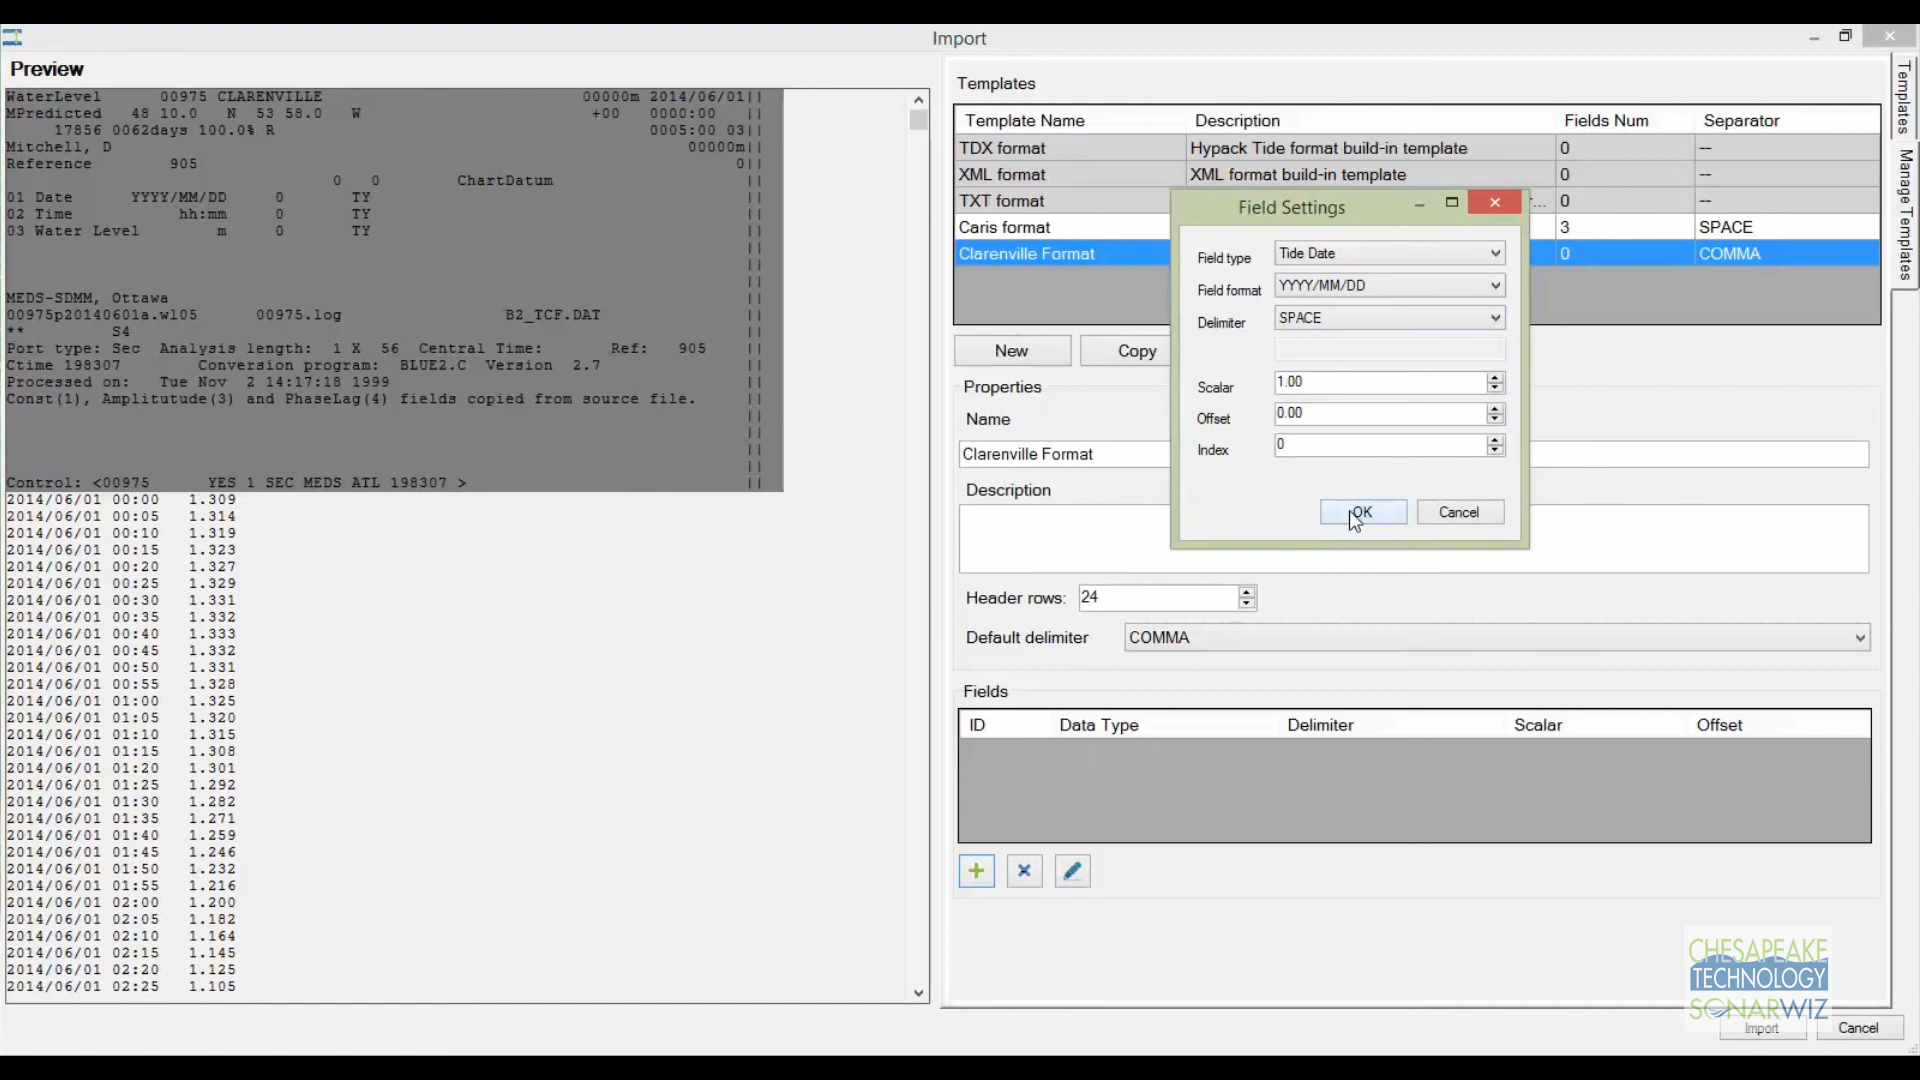 Import
Preview
WaterLevel 00975 CLARENVILLE 00000m 2014/06/01||
MPredicted 48 10.0 N 53 58.0 W +00 0000:00 ||
17856 0062days 100.0% R 0005:00 03||
Mitchell, D 00000m||
Reference 905 0||
0 0 ChartDatum ||
01 Date YYYY/MM/DD 0 TY ||
02 Time hh:mm 0 TY ||
03 Water Level m 0 TY ||
||
||
||
MEDS-SDMM, Ottawa ||
00975p20140601a.wl05 00975.log B2_TCF.DAT ||
** S4 ||
Port type: Sec Analysis length: 1 X 56 Central Time: Ref: 905 ||
Ctime 198307 Conversion program: BLUE2.C Version 2.7 ||
Processed on: Tue Nov 2 14:17:18 1999 ||
Const(1), Amplitutude(3) and PhaseLag(4) fields copied from source file. ||
||
||
||
||
Control: <00975 YES 1 SEC MEDS ATL 198307 > ||
2014/06/01 00:00 1.309
2014/06/01 00:05 1.314
2014/06/01 00:10 1.319
2014/06/01 00:15 1.323
2014/06/01 00:20 1.327
2014/06/01 00:25 1.329
2014/06/01 00:30 1.331
2014/06/01 00:35 1.332
2014/06/01 00:40 1.333
2014/06/01 00:45 1.332
2014/06/01 00:50 1.331
2014/06/01 00:55 1.328
2014/06/01 01:00 1.325
2014/06/01 01:05 1.320
2014/06/01 01:10 1.315
2014/06/01 01:15 1.308
2014/06/01 01:20 1.301
2014/06/01 01:25 1.292
2014/06/01 01:30 1.282
2014/06/01 01:35 1.271
2014/06/01 01:40 1.259
2014/06/01 01:45 1.246
2014/06/01 01:50 1.232
2014/06/01 01:55 1.216
2014/06/01 02:00 1.200
2014/06/01 02:05 1.182
2014/06/01 02:10 1.164
2014/06/01 02:15 1.145
2014/06/01 02:20 1.125
2014/06/01 02:25 1.105
Templates
Template Name Description Fields Num Separator
TDX format Hypack Tide format build-in template 0 --
XML format XML format build-in template 0 --
TXT format r... 0 --
Caris format 3 SPACE
Clarenville Format 0 COMMA
New Copy
Properties
Name
Clarenville Format
Description
Header rows: 24
Default delimiter COMMA
Fields
ID Data Type Delimiter Scalar Offset
Field Settings
Field type Tide Date
Field format YYYY/MM/DD
Delimiter SPACE
Scalar 1.00
Offset 0.00
Index 0
OK Cancel
Templates
Manage Templates
CHESAPEAKE
TECHNOLOGY
SONARWIZ
Import Cancel